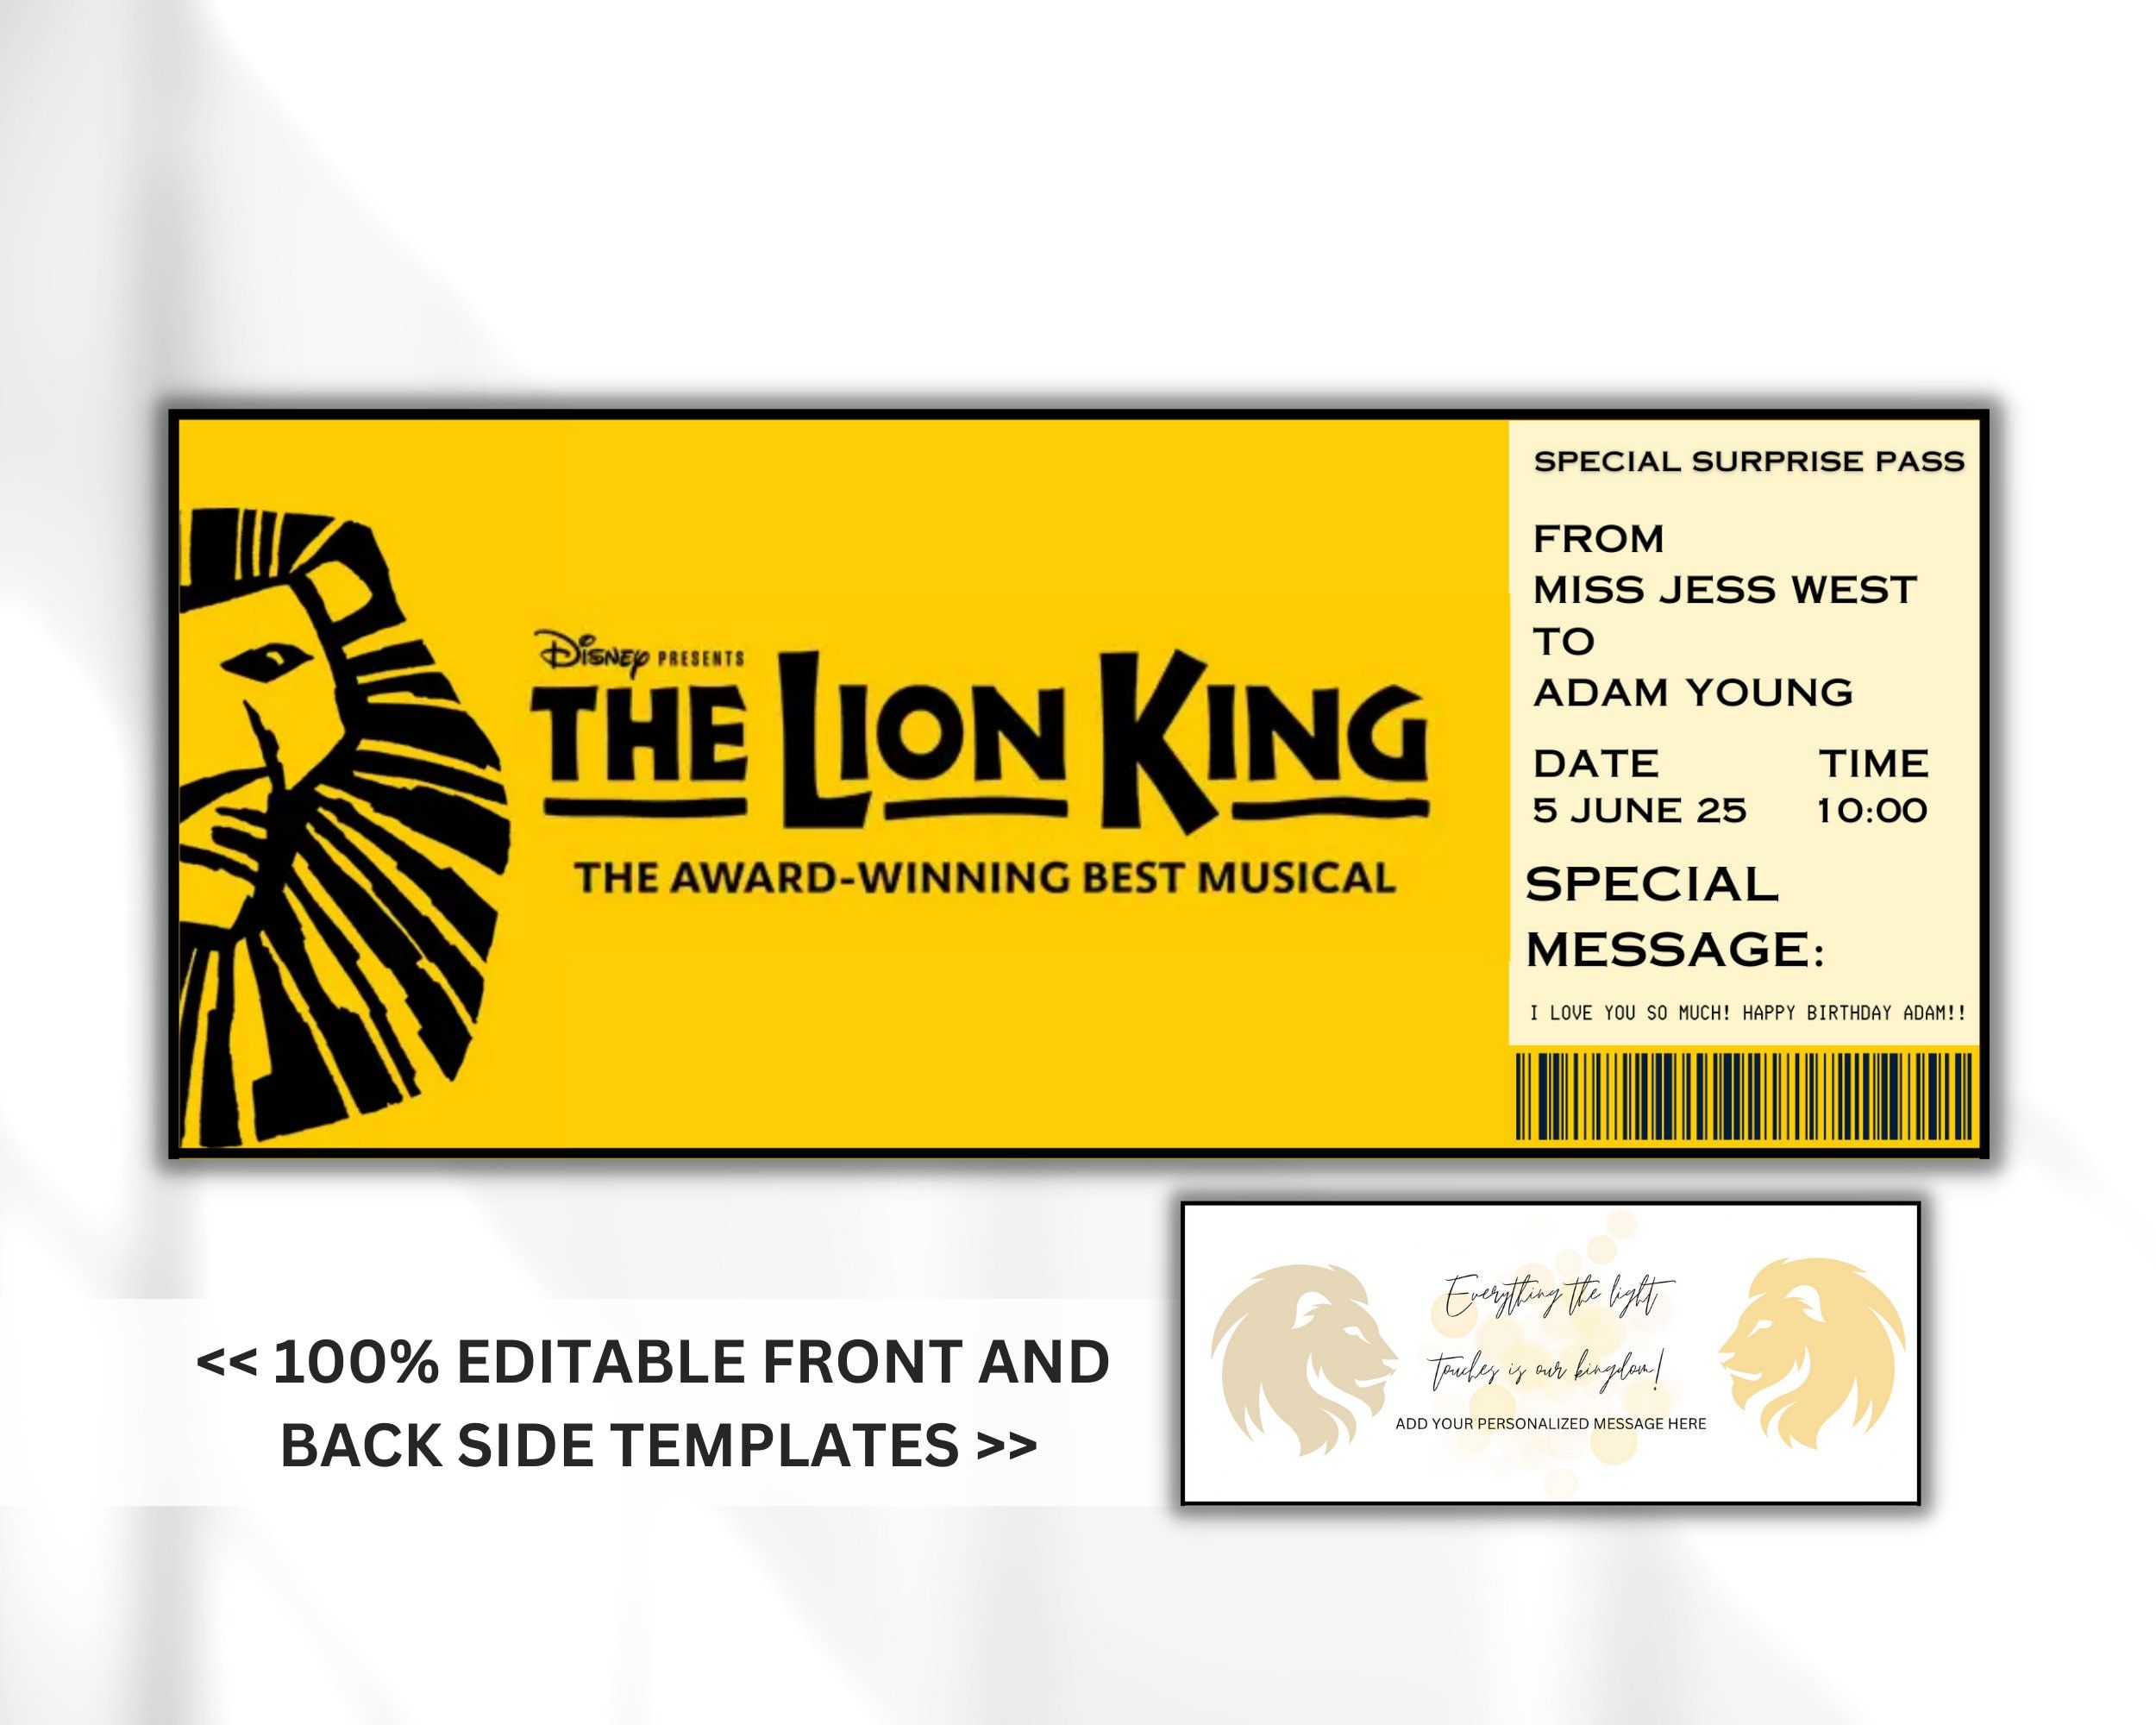 Disney PRESENTS
THE LION KING
THE AWARD-WINNING BEST MUSICAL
SPECIAL SURPRISE PASS
FROM
MISS JESS WEST
TO
ADAM YOUNG
DATE TIME
5 JUNE 25 10:00
SPECIAL
MESSAGE:
I LOVE YOU SO MUCH! HAPPY BIRTHDAY ADAM!!
<< 100% EDITABLE FRONT AND
BACK SIDE TEMPLATES >>
Everything the light
touches is our kingdom!
ADD YOUR PERSONALIZED MESSAGE HERE